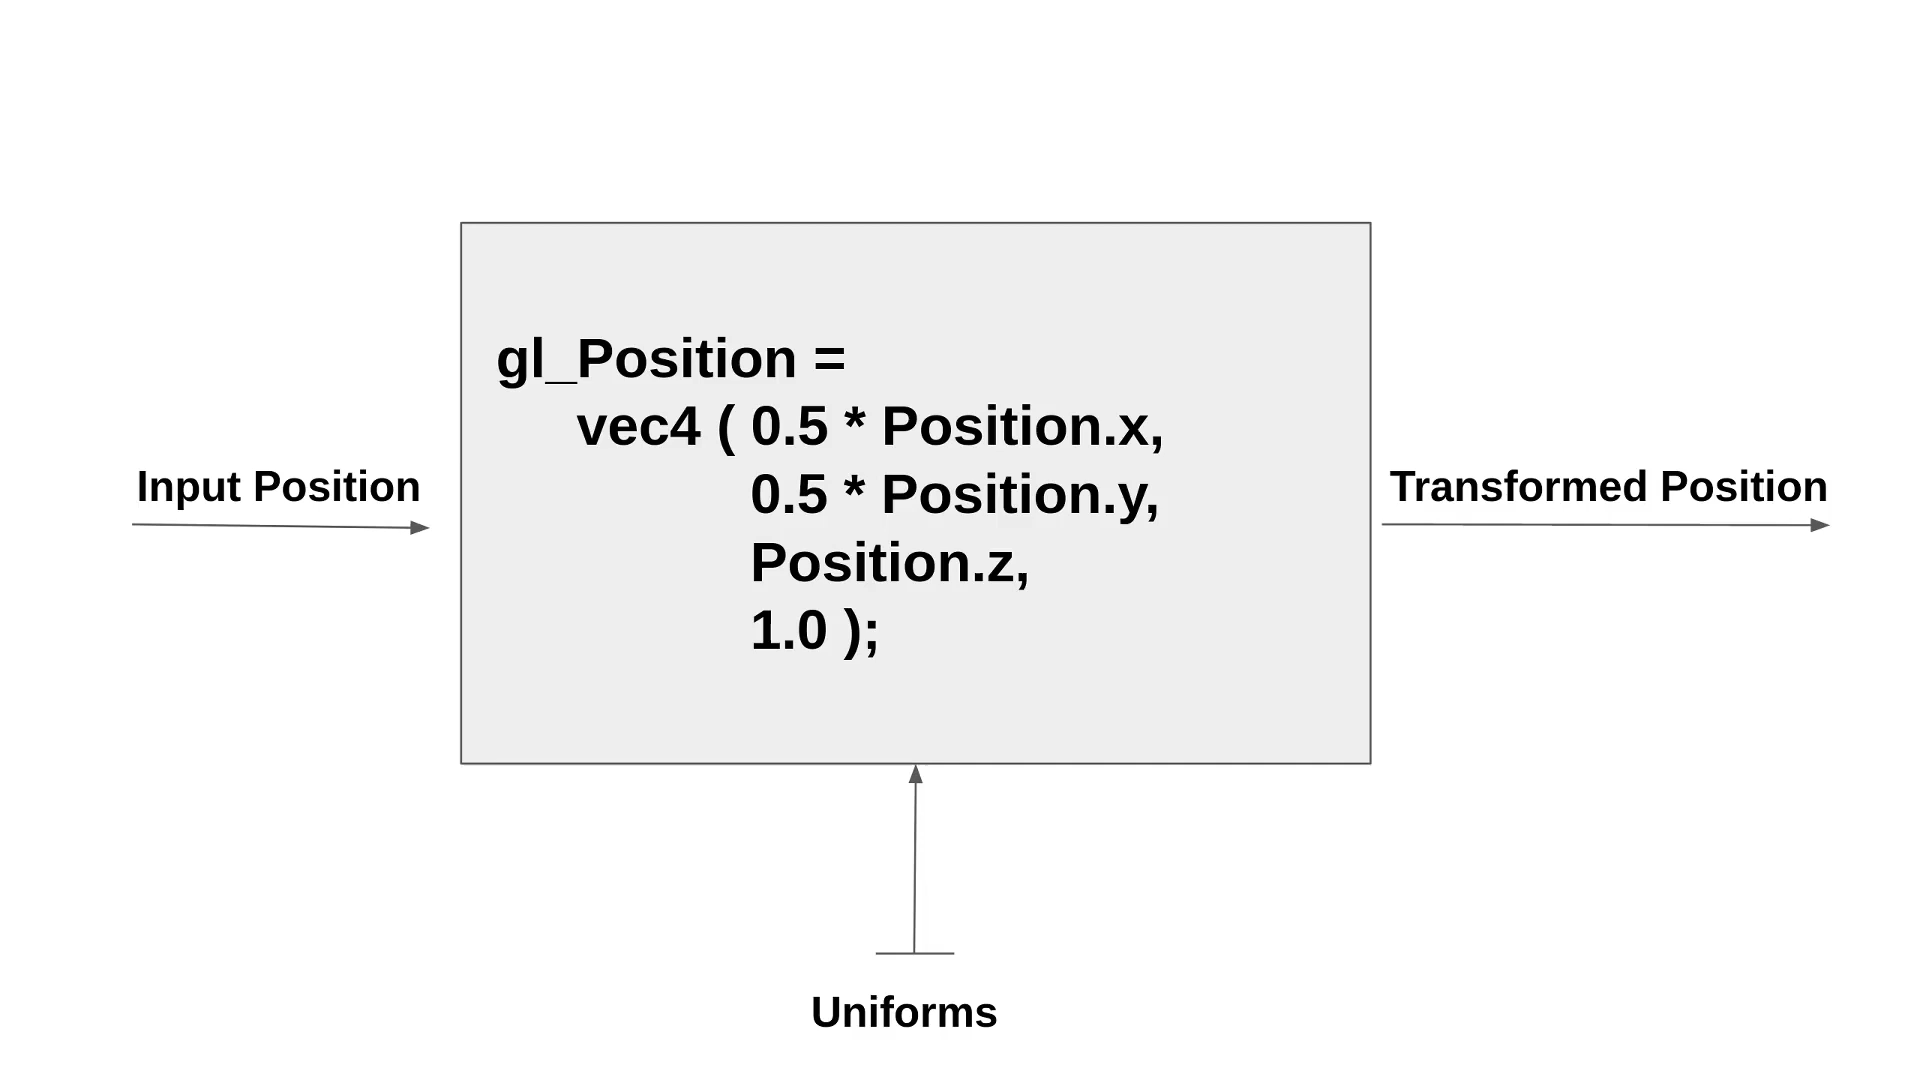 gl_Position =
vec4 ( 0.5 * Position.x,
0.5 * Position.y,
Position.z,
1.0 );
Input Position
Transformed Position
Uniforms